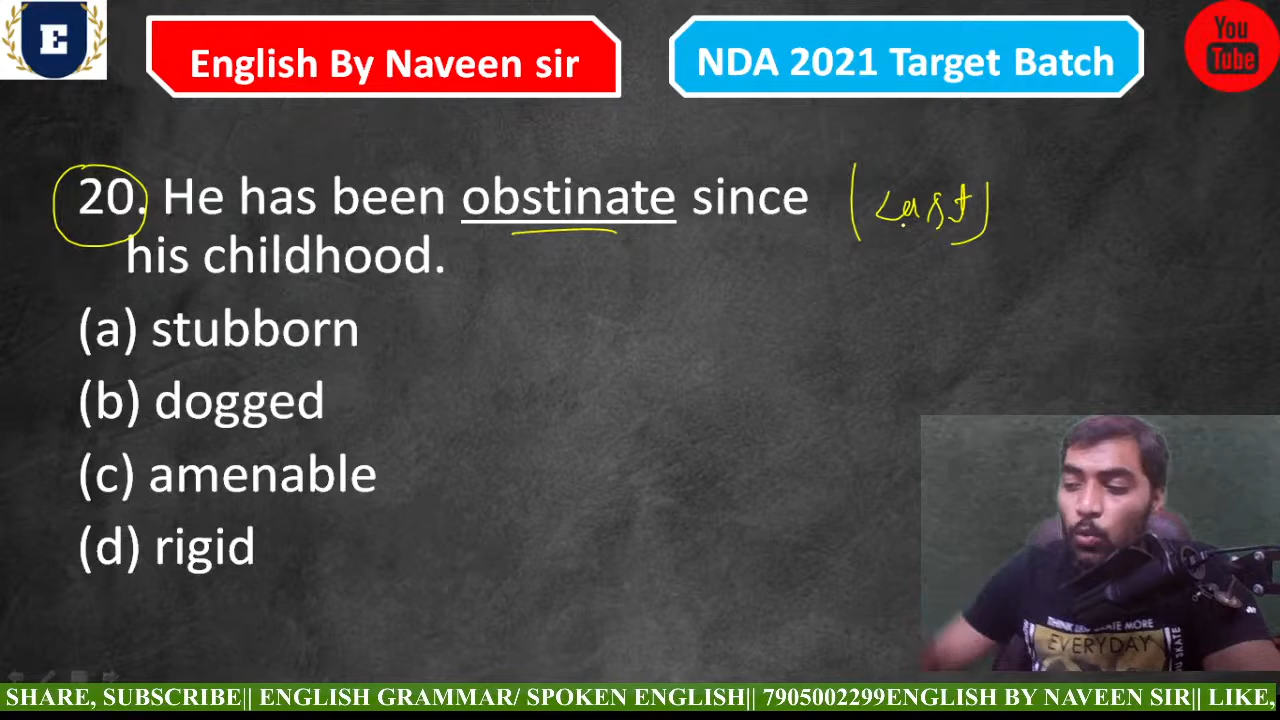 E
English By Naveen sir
NDA 2021 Target Batch
You
Tube
20. He has been obstinate since
(Last)
his childhood.
(a) stubborn
(b) dogged
(c) amenable
(d) rigid
EVERYDAY
SHARE, SUBSCRIBE|| ENGLISH GRAMMAR/ SPOKEN ENGLISH|| 7905002299ENGLISH BY NAVEEN SIR|| LIKE,